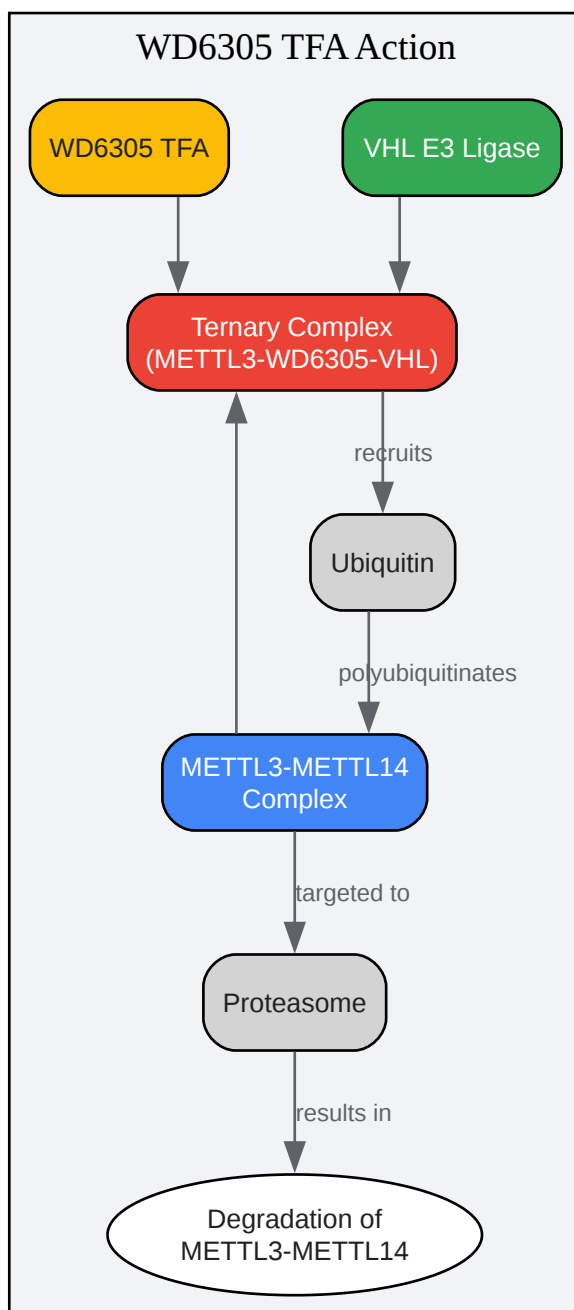 WD6305 TFA Action
WD6305 TFA
VHL E3 Ligase
Ternary Complex
(METTL3-WD6305-VHL)
recruits
Ubiquitin
polyubiquitinates
METTL3-METTL14
Complex
targeted to
Proteasome
results in
Degradation of
METTL3-METTL14